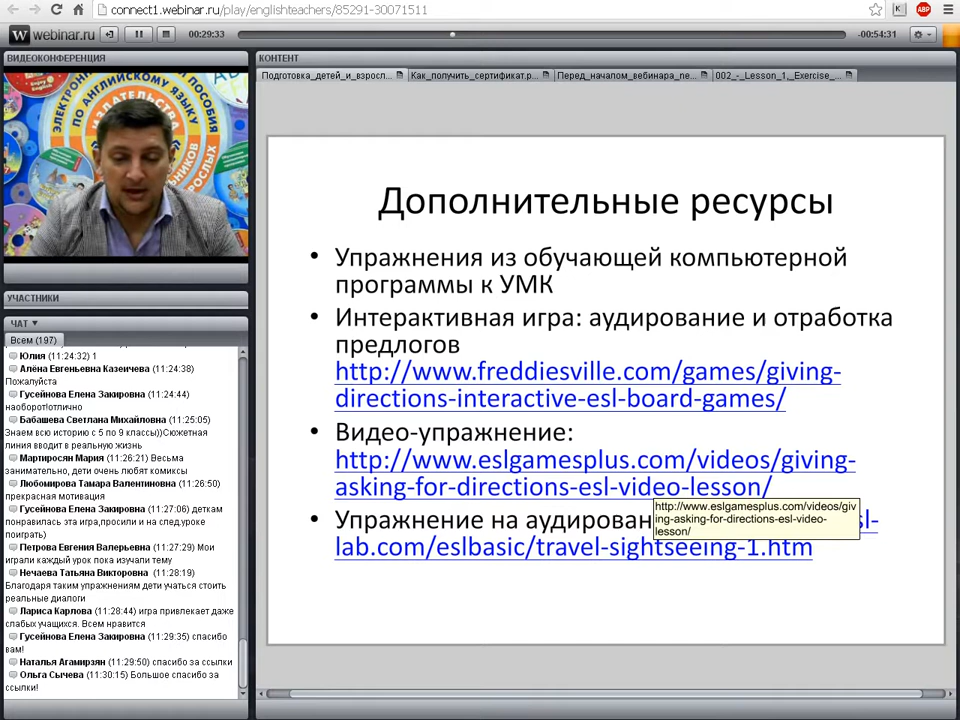 connect1.webinar.ru/play/englishteachers/85291-30071511
webinar.ru
00:29:33
-00:54:31
ВИДЕОКОНФЕРЕНЦИЯ
КОНТЕНТ
Подготовка_детей_и_взросл...
Как_получить_сертификат.p...
Перед_началом_вебинара_пе...
002_-_Lesson_1,_Exercise_...
ЭЛЕКТРОННЫЕ
ПОСОБИЯ
ПО АНГЛИЙСКОМУ ЯЗЫКУ
ИЗДАТЕЛЬСТВА
УЧАСТНИКИ
ЧАТ
Всем (197)
Юлия (11:24:32) 1
Алёна Евгеньевна Казеичева (11:24:38)
Пожалуйста
Гусейнова Елена Закировна (11:24:44)
наоборот!отлично
Бабашева Светлана Михайловна (11:25:05)
Знаем всю историю с 5 по 9 классы))Сюжетная
линия вводит в реальную жизнь
Мартиросян Мария (11:26:21) Весьма
занимательно, дети очень любят комиксы
Любомирова Тамара Валентиновна (11:26:50)
прекрасная мотивация
Гусейнова Елена Закировна (11:27:06) деткам
понравилась эта игра,просили и на след.уроке
поиграть)
Петрова Евгения Валерьевна (11:27:29) Мои
играли каждый урок пока изучали тему
Нечаева Татьяна Викторовна (11:28:19)
Благодаря таким упражнениям дети учаться стоить
реальные диалоги
Лариса Карлова (11:28:44) игра привлекает даже
слабых учащихся. Всем нравится
Гусейнова Елена Закировна (11:29:35) спасибо
вам!
Наталья Агамирзян (11:29:50) спасибо за ссылки
Ольга Сычева (11:30:15) Большое спасибо за
ссылки!
Дополнительные ресурсы
• Упражнения из обучающей компьютерной
программы к УМК
• Интерактивная игра: аудирование и отработка
предлогов
http://www.freddiesville.com/games/giving-
directions-interactive-esl-board-games/
• Видео-упражнение:
http://www.eslgamesplus.com/videos/giving-
asking-for-directions-esl-video-lesson/
http://www.eslgamesplus.com/videos/giv
ing-asking-for-directions-esl-video-
lesson/
• Упражнение на аудирован sl-
lab.com/eslbasic/travel-sightseeing-1.htm